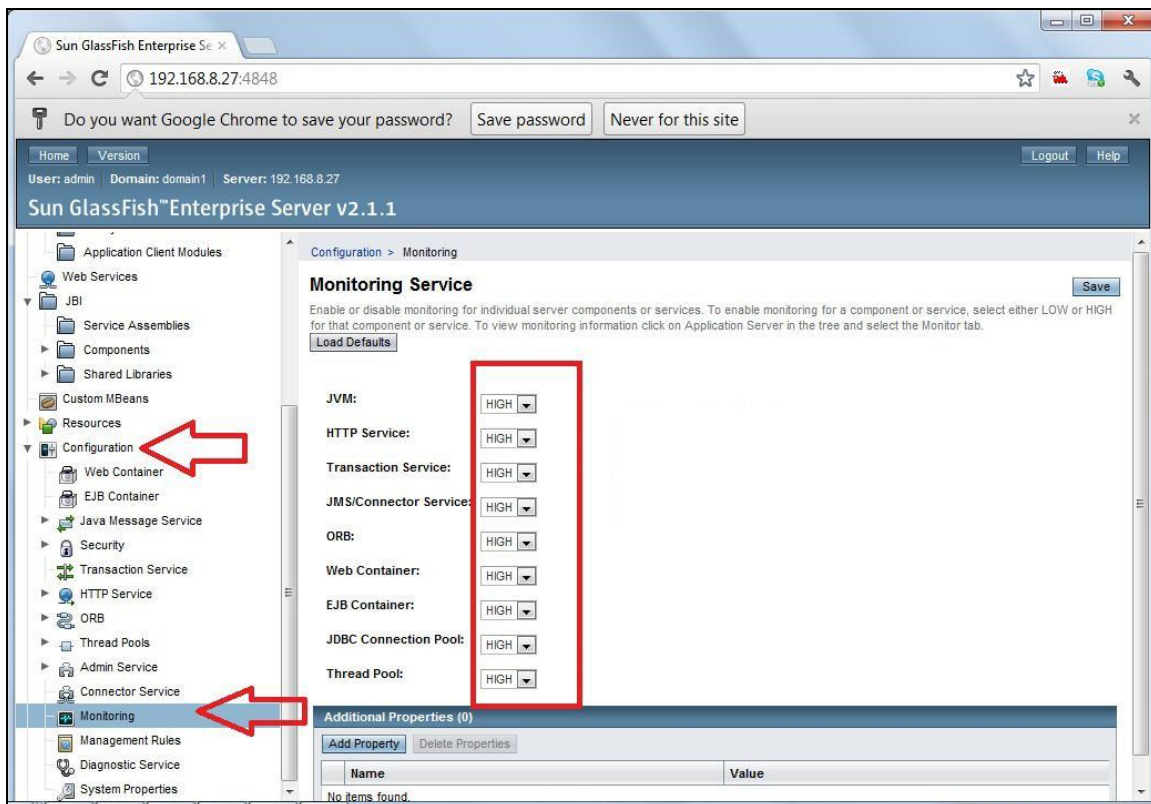 Sun GlassFish Enterprise Se
192.168.8.27:4848
Do you want Google Chrome to save your password? Save password Never for this site
Home Version Logout Help
User: admin Domain: domain1 Server: 192.168.8.27
Sun GlassFish™ Enterprise Server v2.1.1
Application Client Modules
Web Services
JBI
Service Assemblies
Components
Shared Libraries
Custom MBeans
Resources
Configuration
Web Container
EJB Container
Java Message Service
Security
Transaction Service
HTTP Service
ORB
Thread Pools
Admin Service
Connector Service
Monitoring
Management Rules
Diagnostic Service
System Properties
Configuration > Monitoring
Monitoring Service
Save
Enable or disable monitoring for individual server components or services. To enable monitoring for a component or service, select either LOW or HIGH
for that component or service. To view monitoring information click on Application Server in the tree and select the Monitor tab.
Load Defaults
JVM: HIGH
HTTP Service: HIGH
Transaction Service: HIGH
JMS/Connector Service: HIGH
ORB: HIGH
Web Container: HIGH
EJB Container: HIGH
JDBC Connection Pool: HIGH
Thread Pool: HIGH
Additional Properties (0)
Add Property Delete Properties
Name Value
No items found.